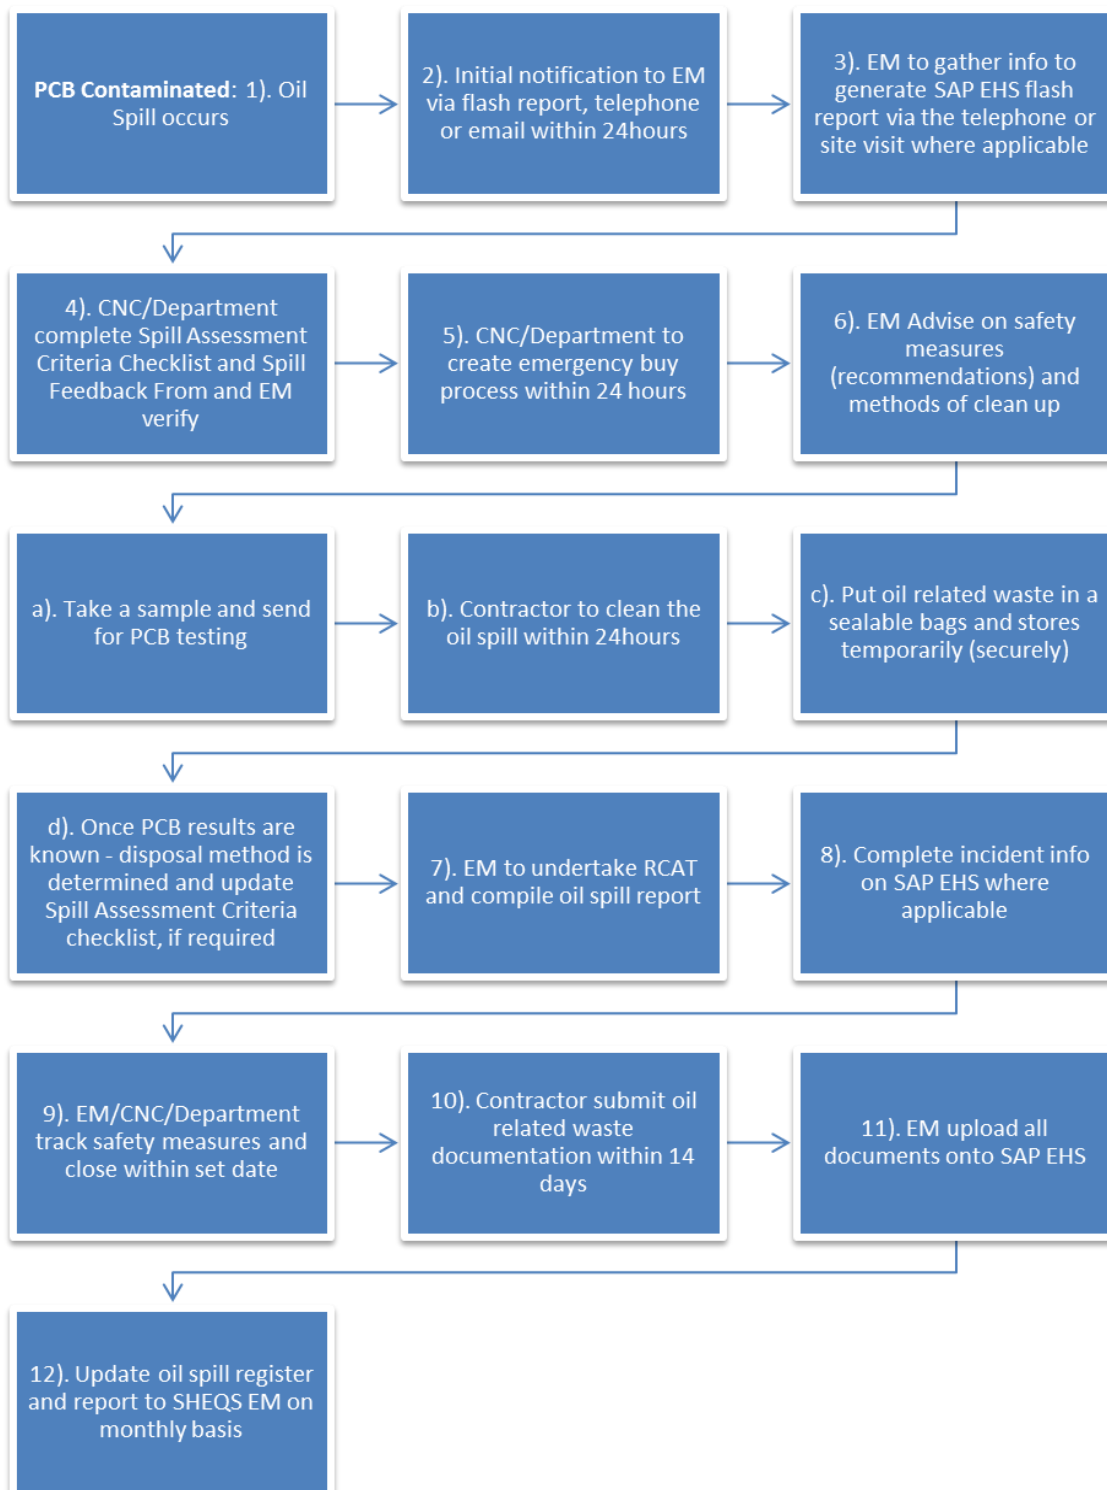 PCB Contaminated: 1). Oil
Spill occurs
2). Initial notification to EM
via flash report, telephone
or email within 24hours
3). EM to gather info to
generate SAP EHS flash
report via the telephone or
site visit where applicable
4). CNC/Department
complete Spill Assessment
Criteria Checklist and Spill
Feedback From and EM
verify
5). CNC/Department to
create emergency buy
process within 24 hours
6). EM Advise on safety
measures
(recommendations) and
methods of clean up
a). Take a sample and send
for PCB testing
b). Contractor to clean the
oil spill within 24hours
c). Put oil related waste in a
sealable bags and stores
temporarily (securely)
d). Once PCB results are
known - disposal method is
determined and update
Spill Assessment Criteria
checklist, if required
7). EM to undertake RCAT
and compile oil spill report
8). Complete incident info
on SAP EHS where
applicable
9). EM/CNC/Department
track safety measures and
close within set date
10). Contractor submit oil
related waste
documentation within 14
days
11). EM upload all
documents onto SAP EHS
12). Update oil spill register
and report to SHEQS EM on
monthly basis